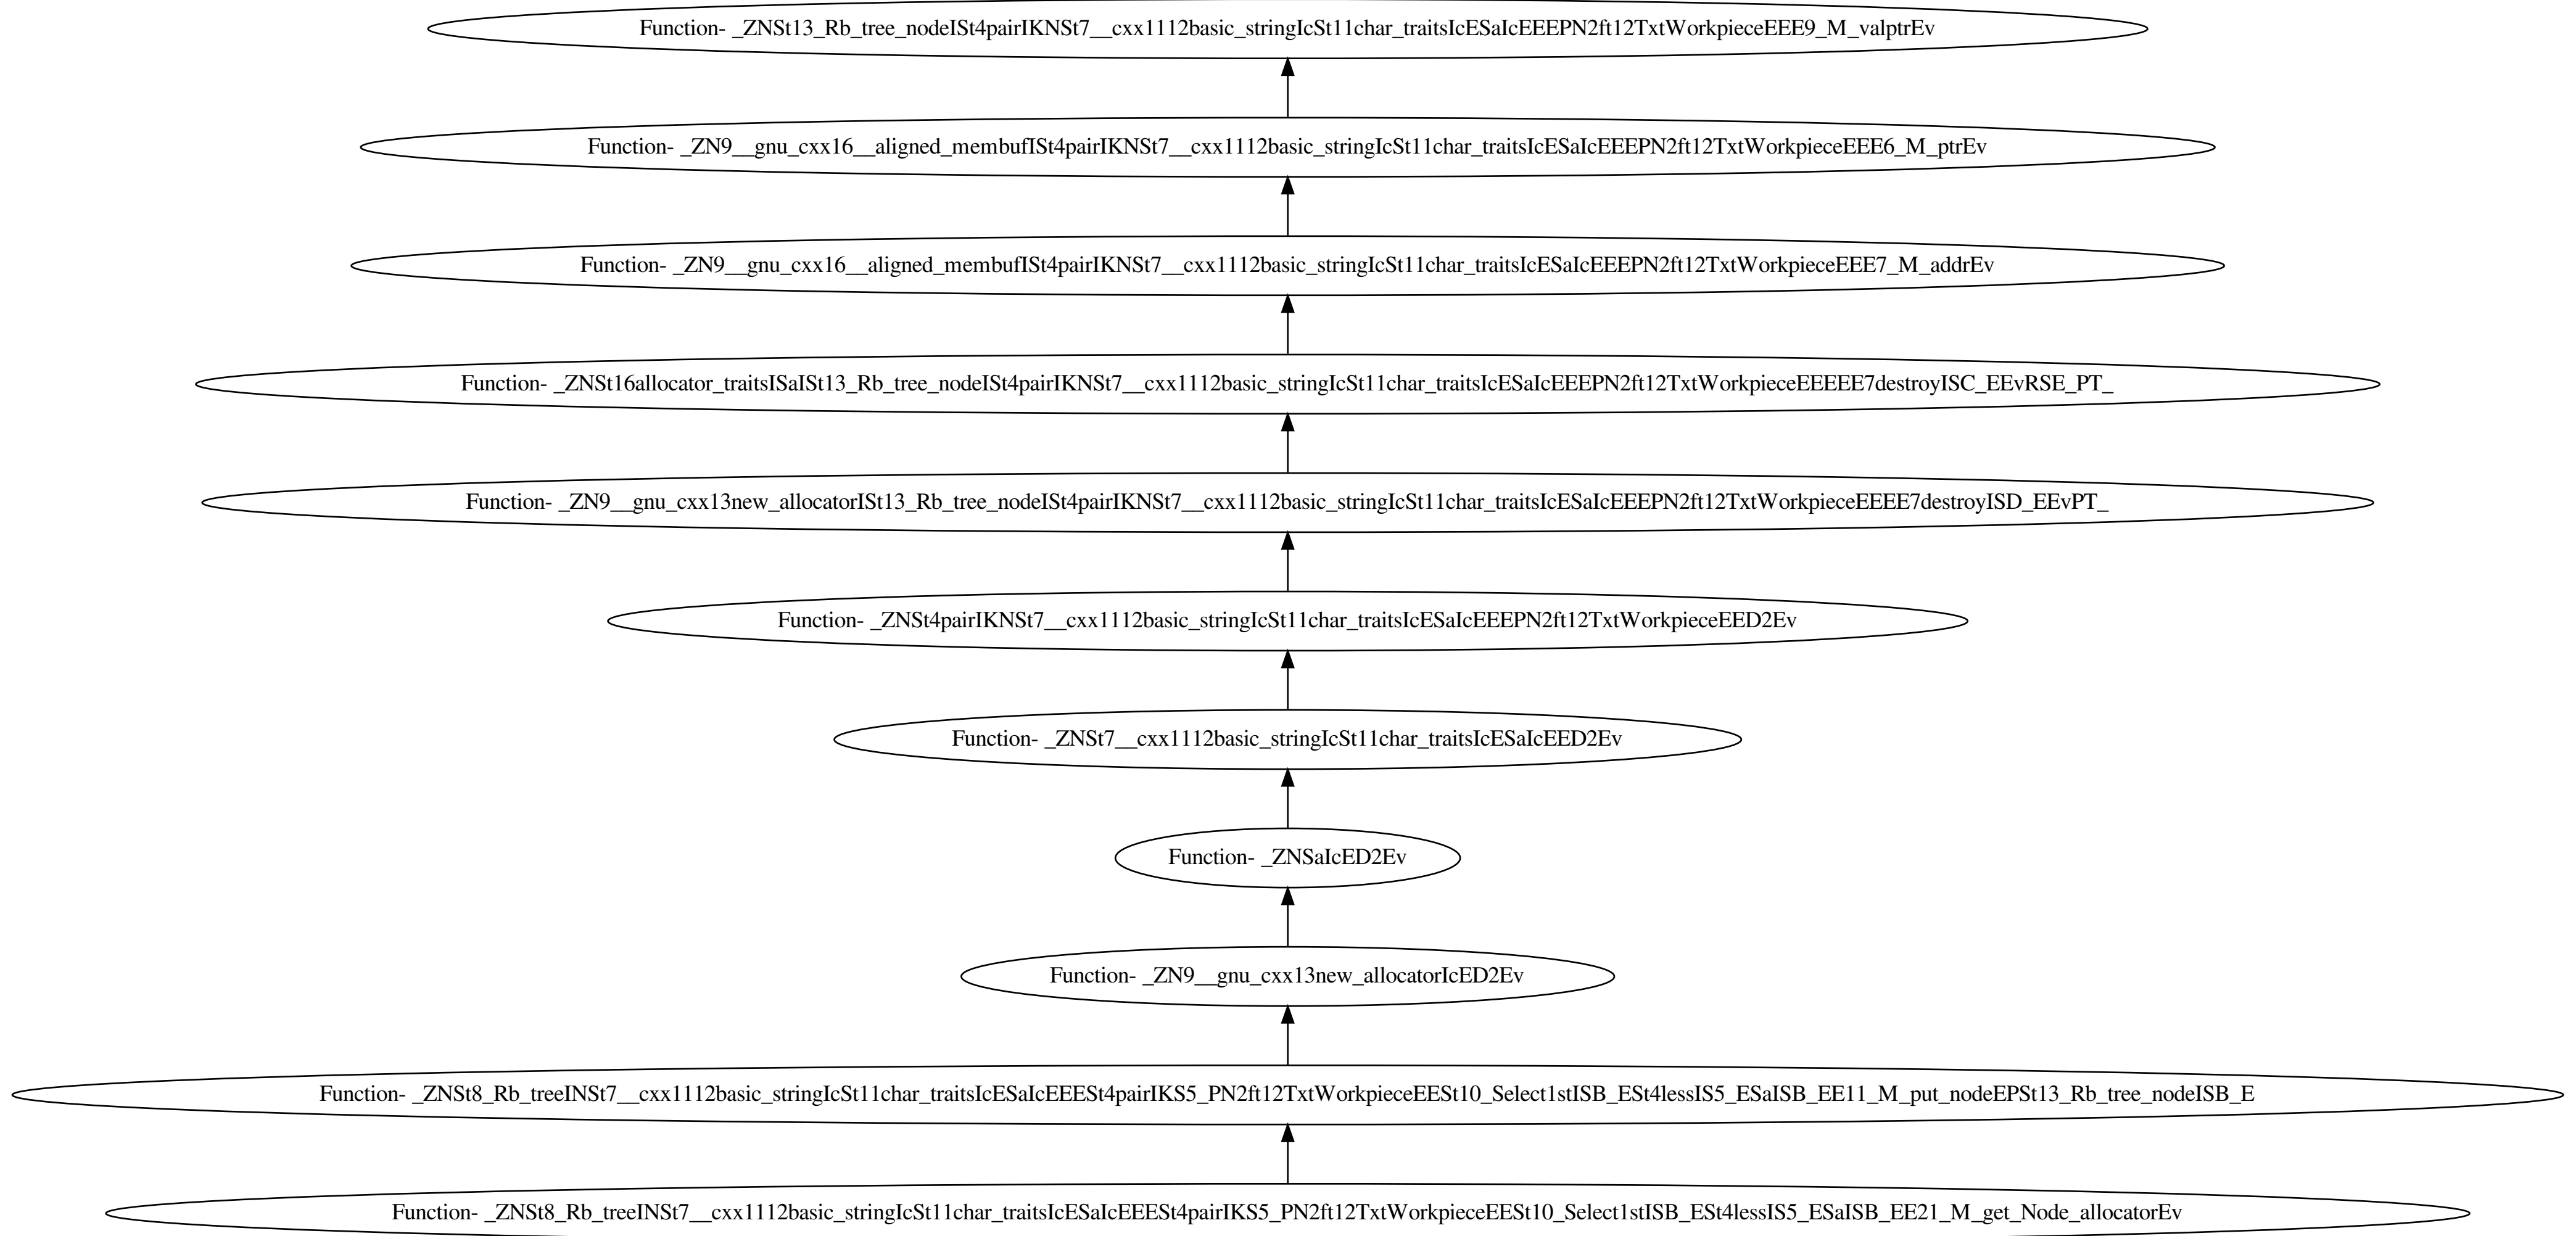 Function- _ZNSt13_Rb_tree_nodeISt4pairIKNSt7__cxx1112basic_stringIcSt11char_traitsIcESaIcEEEPN2ft12TxtWorkpieceEEE9_M_valptrEv
Function- _ZN9__gnu_cxx16__aligned_membufISt4pairIKNSt7__cxx1112basic_stringIcSt11char_traitsIcESaIcEEEPN2ft12TxtWorkpieceEEE6_M_ptrEv
Function- _ZN9__gnu_cxx16__aligned_membufISt4pairIKNSt7__cxx1112basic_stringIcSt11char_traitsIcESaIcEEEPN2ft12TxtWorkpieceEEE7_M_addrEv
Function- _ZNSt16allocator_traitsISaISt13_Rb_tree_nodeISt4pairIKNSt7__cxx1112basic_stringIcSt11char_traitsIcESaIcEEEPN2ft12TxtWorkpieceEEEEE7destroyISC_EEvRSE_PT_
Function- _ZN9__gnu_cxx13new_allocatorISt13_Rb_tree_nodeISt4pairIKNSt7__cxx1112basic_stringIcSt11char_traitsIcESaIcEEEPN2ft12TxtWorkpieceEEEE7destroyISD_EEvPT_
Function- _ZNSt4pairIKNSt7__cxx1112basic_stringIcSt11char_traitsIcESaIcEEEPN2ft12TxtWorkpieceEED2Ev
Function- _ZNSt7__cxx1112basic_stringIcSt11char_traitsIcESaIcEED2Ev
Function- _ZNSaIcED2Ev
Function- _ZN9__gnu_cxx13new_allocatorIcED2Ev
Function- _ZNSt8_Rb_treeINSt7__cxx1112basic_stringIcSt11char_traitsIcESaIcEEESt4pairIKS5_PN2ft12TxtWorkpieceEESt10_Select1stISB_ESt4lessIS5_ESaISB_EE11_M_put_nodeEPSt13_Rb_tree_nodeISB_E
Function- _ZNSt8_Rb_treeINSt7__cxx1112basic_stringIcSt11char_traitsIcESaIcEEESt4pairIKS5_PN2ft12TxtWorkpieceEESt10_Select1stISB_ESt4lessIS5_ESaISB_EE21_M_get_Node_allocatorEv